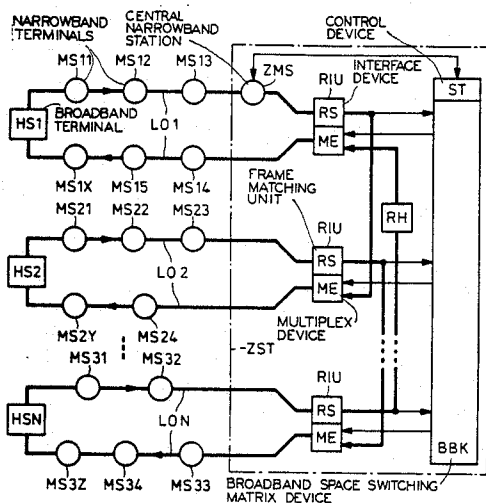 NARROWBAND
TERMINALS
CENTRAL
NARROWBAND
STATION
CONTROL
DEVICE
MS11
MS12
MS13
ZMS
RIU
INTERFACE
DEVICE
ST
HS1
BROADBAND
TERMINAL
LO1
RS
ME
MS1X
MS15
MS14
FRAME
MATCHING
UNIT
RH
MS21
MS22
MS23
RIU
HS2
LO2
RS
ME
MS2Y
MS24
MULTIPLEX
DEVICE
ZST
MS31
MS32
RIU
HSN
LON
RS
ME
MS3Z
MS34
MS33
BBK
BROADBAND SPACE SWITCHING
MATRIX DEVICE